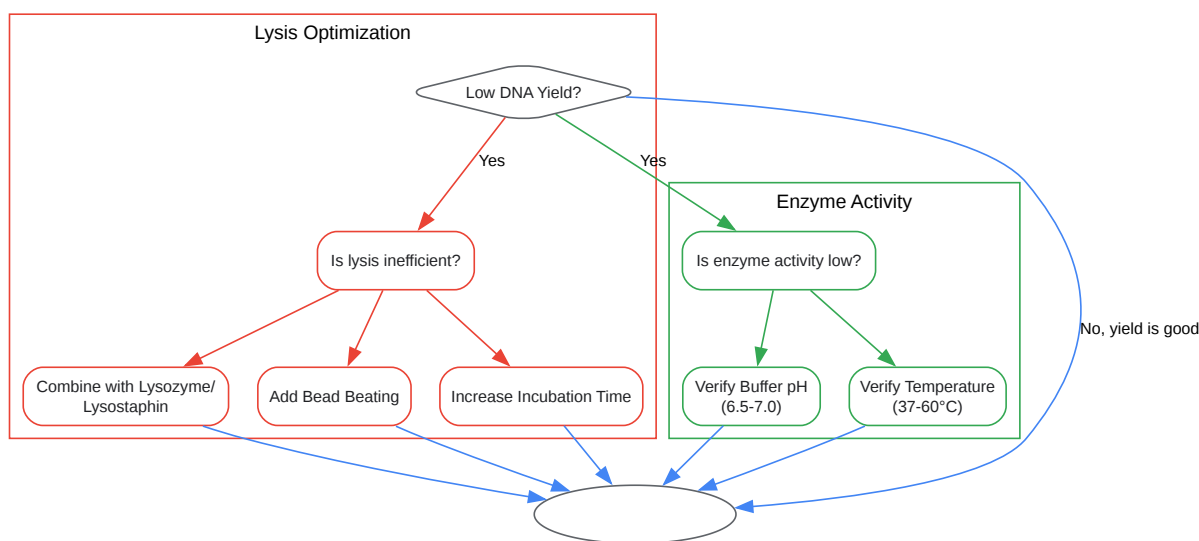 Lysis Optimization
Low DNA Yield?
Yes
Yes
Enzyme Activity
Is lysis inefficient?
Is enzyme activity low?
No, yield is good
Combine with Lysozyme/
Lysostaphin
Add Bead Beating
Increase Incubation Time
Verify Buffer pH
(6.5-7.0)
Verify Temperature
(37-60°C)